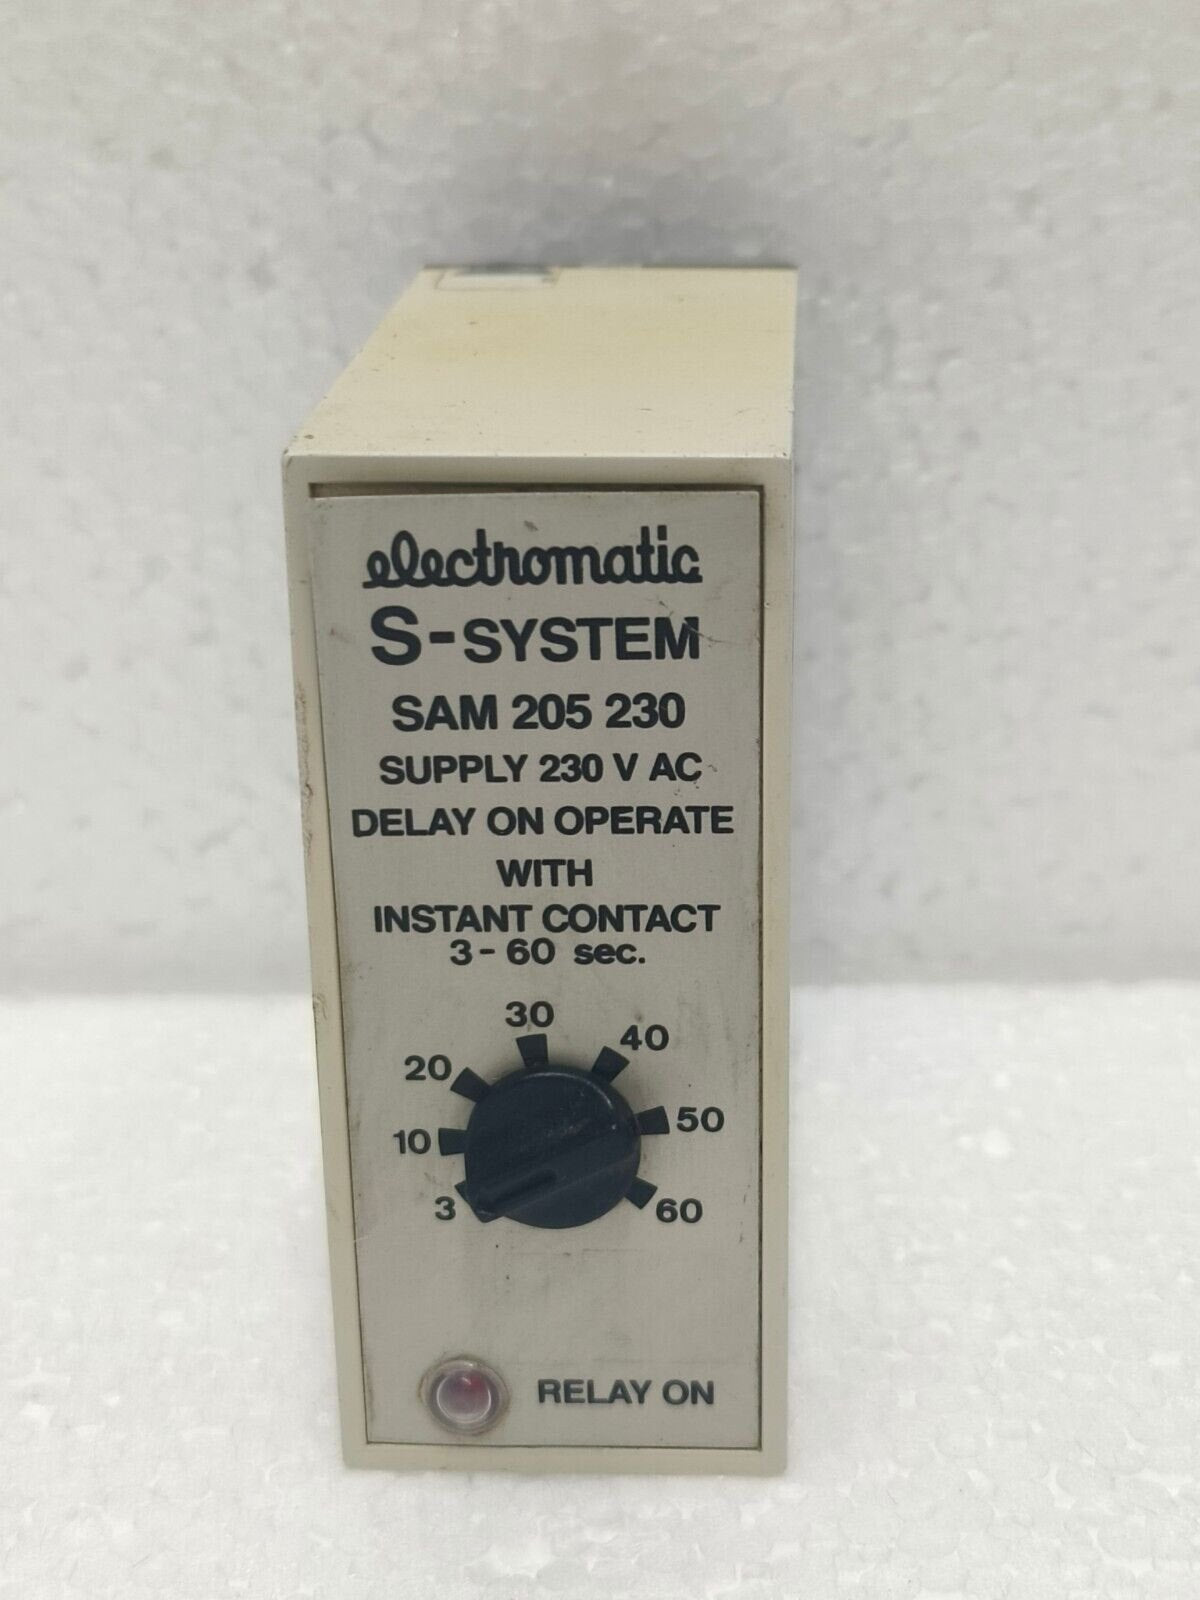 electromatic
S-SYSTEM
SAM 205 230
SUPPLY 230 V AC
DELAY ON OPERATE
WITH
INSTANT CONTACT
3-60 sec.
30
40
20
50
10
3
60
RELAY ON